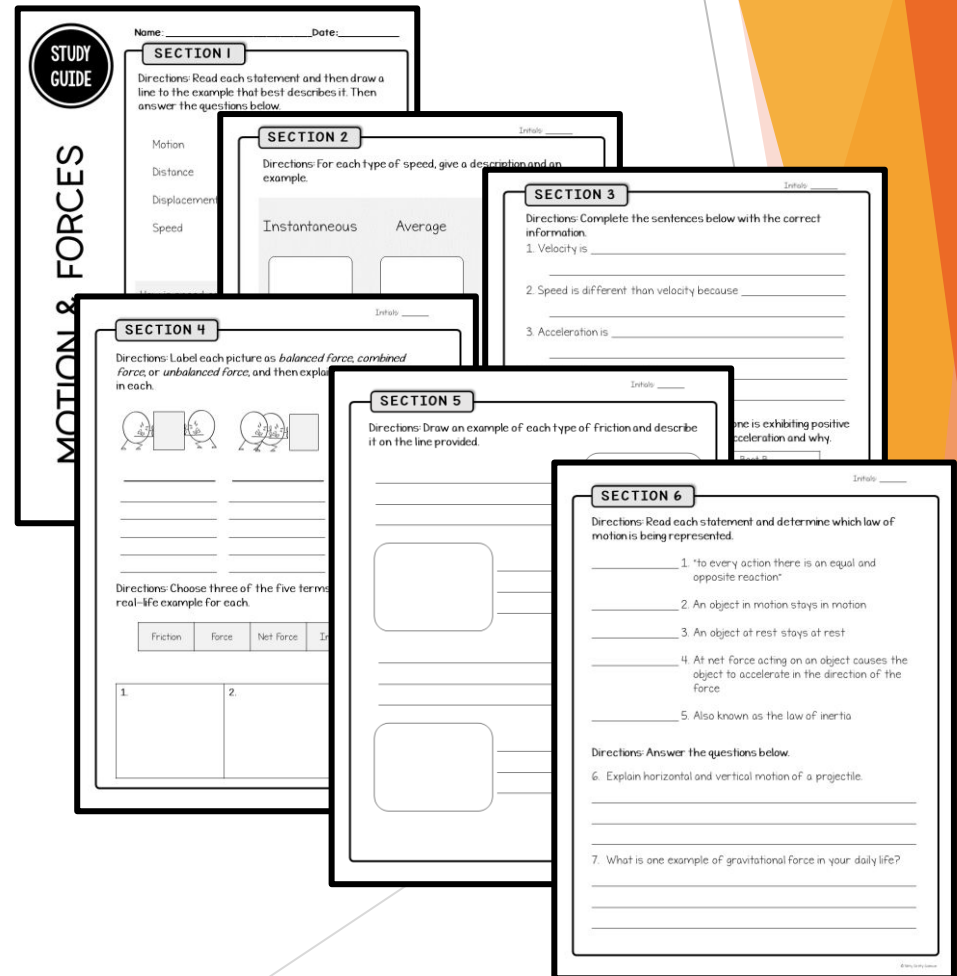 STUDY
GUIDE
MOTION & FORCES
Name: Date:
SECTION 1
Directions: Read each statement and then draw a
line to the example that best describes it. Then
answer the questions below.
Motion
Distance
Displacement
Speed
Initials:
SECTION 2
Directions: For each type of speed, give a description and an
example.
Instantaneous Average
Initials:
SECTION 3
Directions: Complete the sentences below with the correct
information.
1. Velocity is
2. Speed is different than velocity because
3. Acceleration is
one is exhibiting positive
acceleration and why.
Initials:
SECTION 4
Directions: Label each picture as balanced force, combined
force, or unbalanced force, and then
in each.
Directions: Choose three of the five terms
real-life example for each.
Friction Force Net Force
1. 2.
Initials:
SECTION 5
Directions: Draw an example of each type of friction and describe
it on the line provided.
Initials:
SECTION 6
Directions: Read each statement and determine which law of
motion is being represented.
1. "to every action there is an equal and
opposite reaction"
2. An object in motion stays in motion
3. An object at rest stays at rest
4. At net force acting on an object causes the
object to accelerate in the direction of the
force
5. Also known as the law of inertia
Directions: Answer the questions below.
6. Explain horizontal and vertical motion of a projectile.
7. What is one example of gravitational force in your daily life?